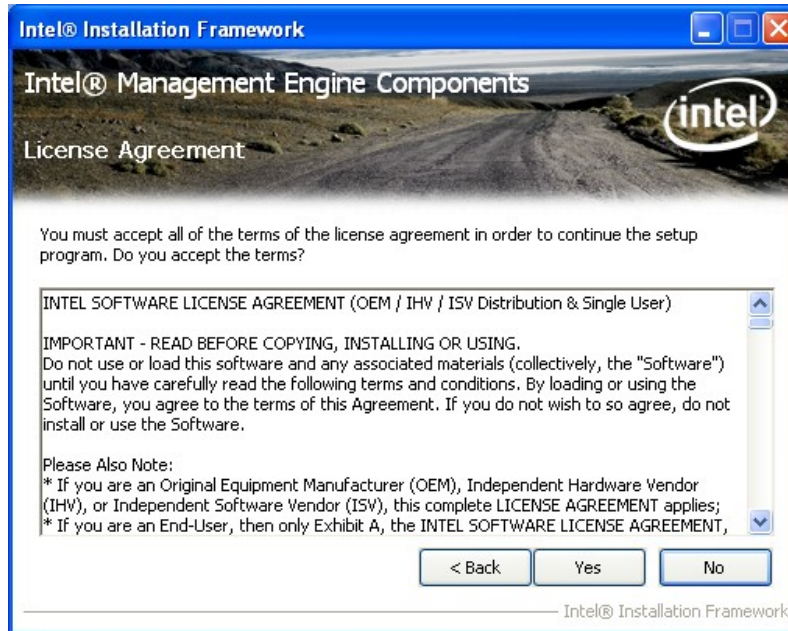 Intel® Installation Framework
Intel® Management Engine Components
intel
License Agreement
You must accept all of the terms of the license agreement in order to continue the setup
program. Do you accept the terms?
INTEL SOFTWARE LICENSE AGREEMENT (OEM / IHV / ISV Distribution & Single User)
IMPORTANT - READ BEFORE COPYING, INSTALLING OR USING.
Do not use or load this software and any associated materials (collectively, the "Software")
until you have carefully read the following terms and conditions. By loading or using the
Software, you agree to the terms of this Agreement. If you do not wish to so agree, do not
install or use the Software.
Please Also Note:
* If you are an Original Equipment Manufacturer (OEM), Independent Hardware Vendor
(IHV), or Independent Software Vendor (ISV), this complete LICENSE AGREEMENT applies;
* If you are an End-User, then only Exhibit A, the INTEL SOFTWARE LICENSE AGREEMENT,
< Back Yes No
Intel® Installation Framework